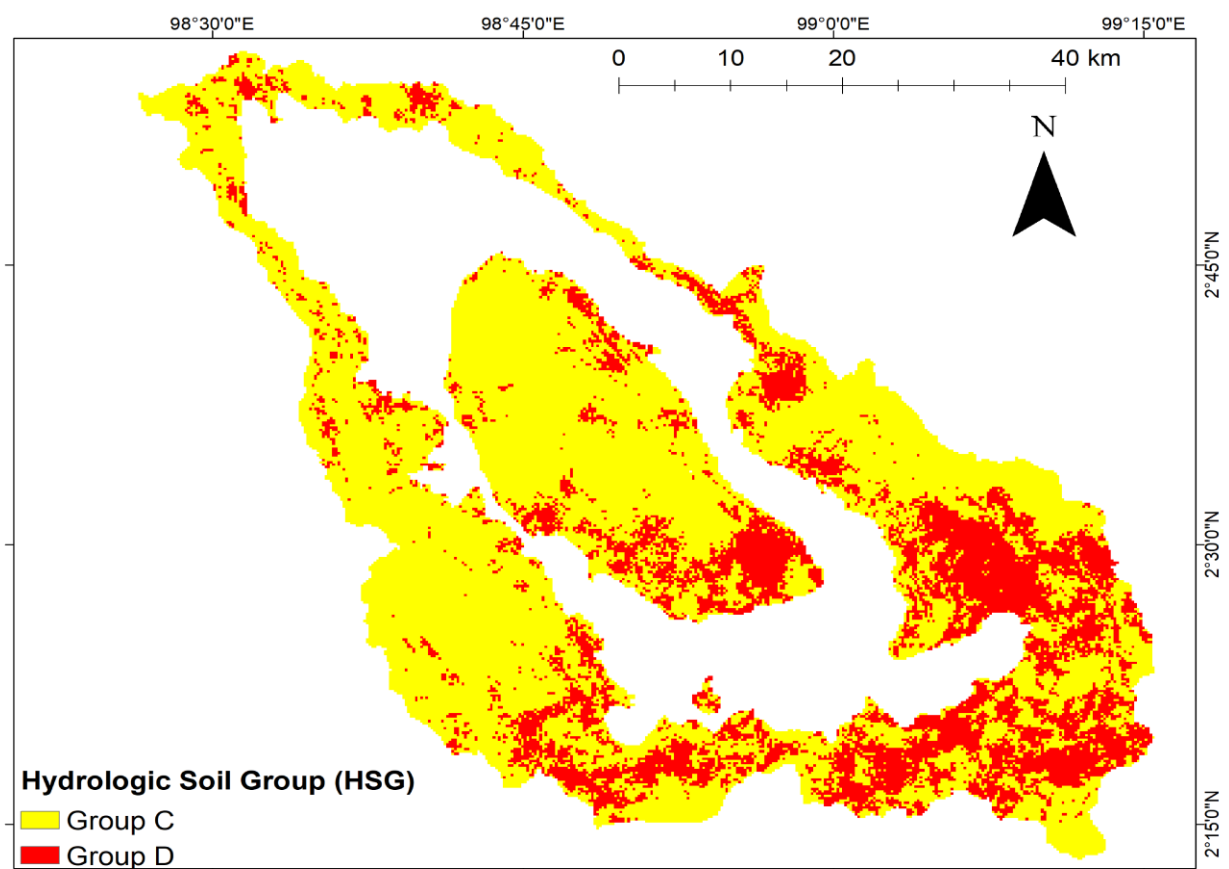 98°30'0"E 98°45'0"E 99°0'0"E 99°15'0"E
0 10 20 40 km
N
2°45'0"N
2°30'0"N
2°15'0"N
Hydrologic Soil Group (HSG)
Group C
Group D